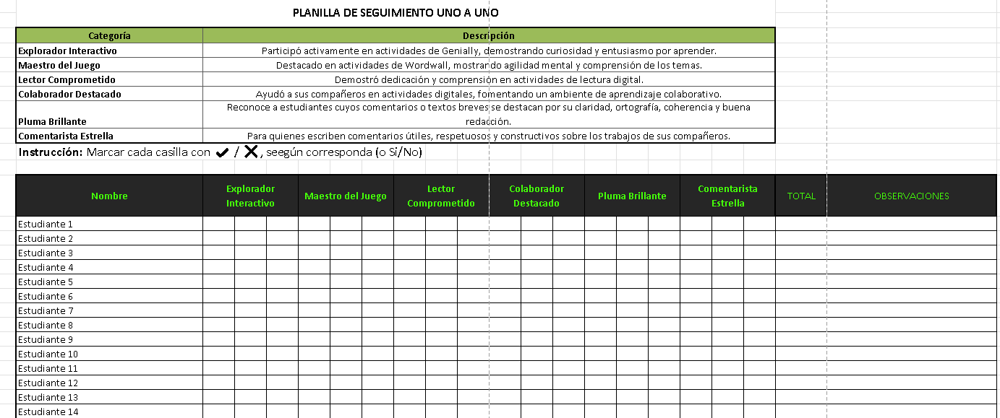 PLANILLA DE SEGUIMIENTO UNO A UNO
Categoría Descripción
Explorador Interactivo Participó activamente en actividades de Genially, demostrando curiosidad y entusiasmo por aprender.
Maestro del Juego Destacado en actividades de Wordwall, mostrando agilidad mental y comprensión de los temas.
Lector Comprometido Demostró dedicación y comprensión en actividades de lectura digital.
Colaborador Destacado Ayudó a sus compañeros en actividades digitales, fomentando un ambiente de aprendizaje colaborativo.
Pluma Brillante Reconoce a estudiantes cuyos comentarios o textos breves se destacan por su claridad, ortografía, coherencia y buena
redacción.
Comentarista Estrella Para quienes escriben comentarios útiles, respetuosos y constructivos sobre los trabajos de sus compañeros.
Instrucción: Marcar cada casilla con ✔ / ✖, seegún corresponda (o Si/No)
Nombre Explorador Interactivo Maestro del Juego Lector Comprometido Colaborador Destacado Pluma Brillante Comentarista Estrella TOTAL OBSERVACIONES
Estudiante 1
Estudiante 2
Estudiante 3
Estudiante 4
Estudiante 5
Estudiante 6
Estudiante 7
Estudiante 8
Estudiante 9
Estudiante 10
Estudiante 11
Estudiante 12
Estudiante 13
Estudiante 14